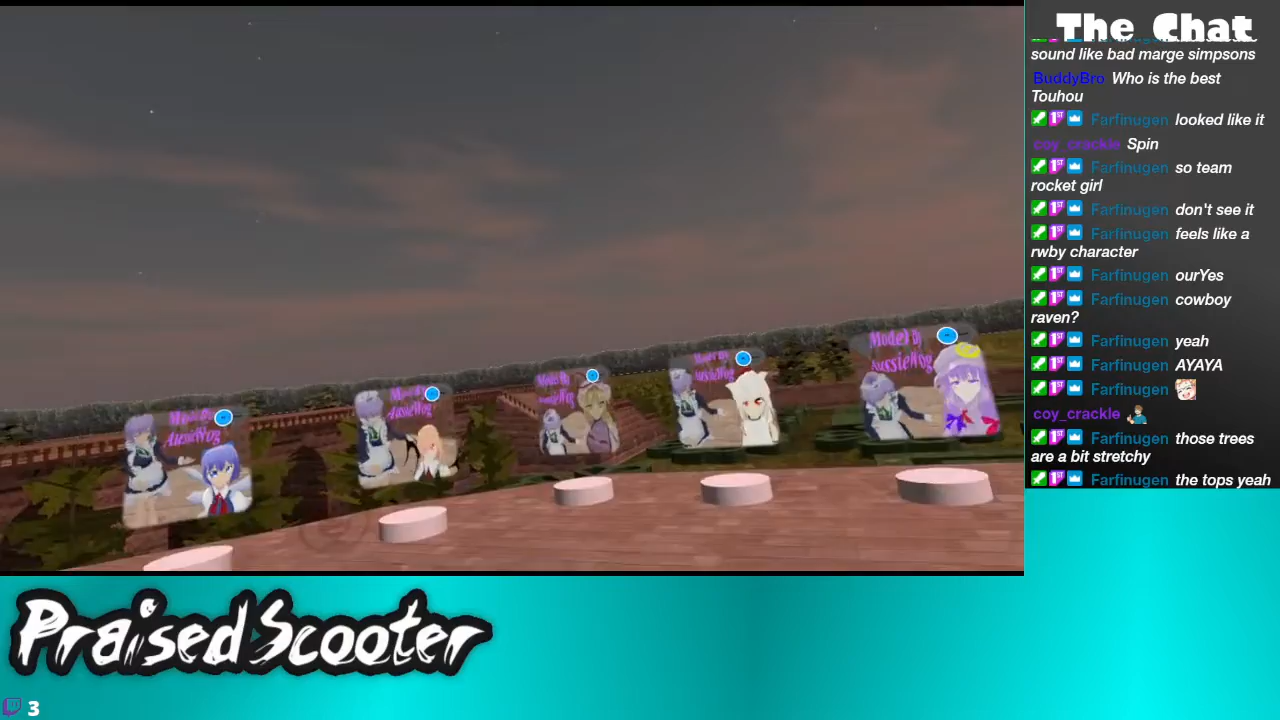 The Chat
sound like bad marge simpsons
BuddyBro Who is the best
Touhou
Farfinugen looked like it
coy_crackle Spin
Farfinugen so team
rocket girl
Farfinugen don't see it
Farfinugen feels like a
rwby character
Farfinugen ourYes
Farfinugen cowboy
raven?
Farfinugen yeah
Farfinugen AYAYA
Farfinugen
coy_crackle
Farfinugen those trees
are a bit stretchy
Farfinugen the tops yeah
Model By
AussieWog
Model By
AussieWog
Model By
AussieWog
Model By
AussieWog
Model By
AussieWog
PraisedScooter
3